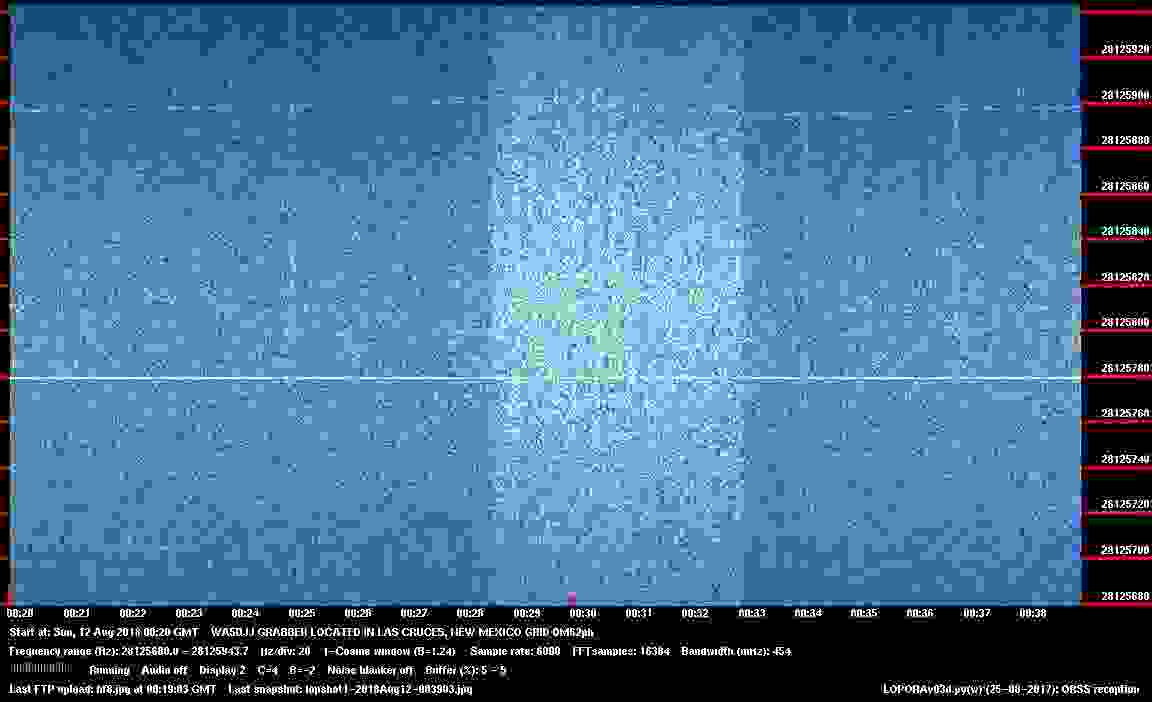 28125920
28125900
28125880
28125860
28125840
28125820
28125800
28125780
28125760
28125740
28125720
28125700
28125680
00:20 00:21 00:22 00:23 00:24 00:25 00:26 00:27 00:28 00:29 00:30 00:31 00:32 00:33 00:34 00:35 00:36 00:37 00:38
Start at: Sun, 12 Aug 2018 00:20 GMT WA5DJJ GRABBER LOCATED IN LAS CRUCES, NEW MEXICO GRID DM62ph
Frequency range (Hz): 28125680.0 - 28125943.7 Hz/div: 20 1-Cosine window (B=1.24) Sample rate: 6000 FFTsamples: 16384 Bandwidth (mHz): 454
Running Audio off Display 2 C=4 B=-2 Noise blanker off Buffer (%): 5 - 5
Last FTP upload: hf6.jpg at 00:19:03 GMT Last snapshot: lopshot1-2018Aug12-003903.jpg
LOPORAv03d.py(w) (25-08-2017): QRSS reception